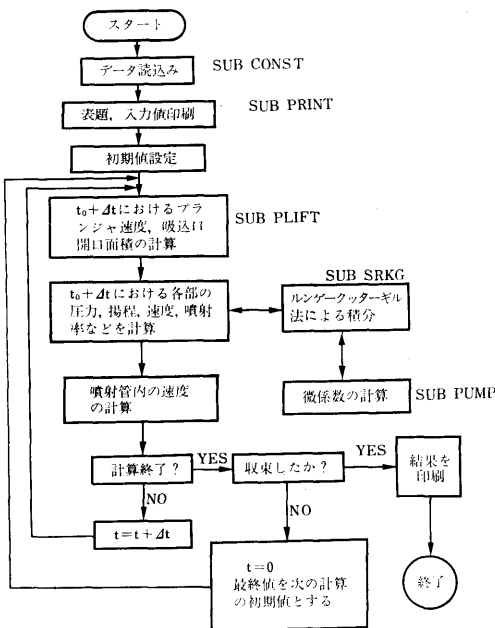 スタート
データ読込み
SUB CONST
表題，入力値印刷
SUB PRINT
初期値設定
t₀+Δtにおけるプラ
ンジャ速度，吸込口
開口面積の計算
SUB PLIFT
t₀+Δtにおける各部の
圧力，揚程，速度，噴射
率などを計算
SUB SRKG
ルンゲークッターギル
法による積分
微係数の計算
SUB PUMP
噴射管内の速度
の計算
計算終了？
YES
収束したか？
YES
結果を
印刷
NO
NO
t=t+Δt
t=0
最終値を次の計算
の初期値とする
終了